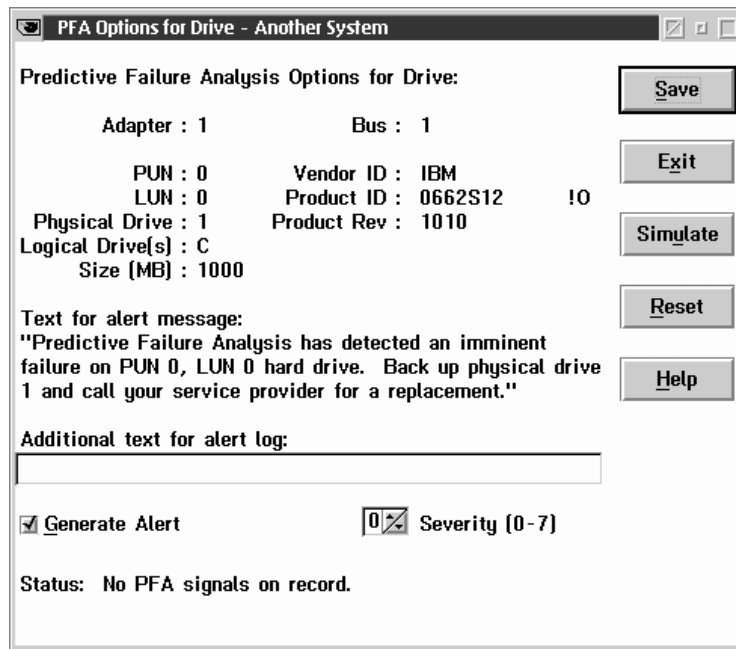 PFA Options for Drive - Another System
Predictive Failure Analysis Options for Drive:
Save
Adapter : 1 Bus : 1
Exit
PUN : 0 Vendor ID : IBM
LUN : 0 Product ID : 0662S12 !O
Physical Drive : 1 Product Rev : 1010
Simulate
Logical Drive(s) : C
Size (MB) : 1000
Reset
Text for alert message:
"Predictive Failure Analysis has detected an imminent
failure on PUN 0, LUN 0 hard drive. Back up physical drive
1 and call your service provider for a replacement."
Help
Additional text for alert log:
Generate Alert 0 Severity (0-7)
Status: No PFA signals on record.